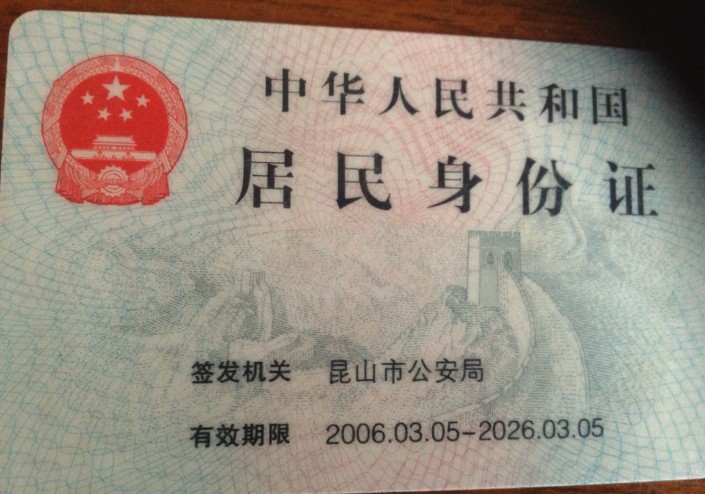 中华人民共和国
居民身份证
签发机关 昆山市公安局
有效期限 2006.03.05-2026.03.05